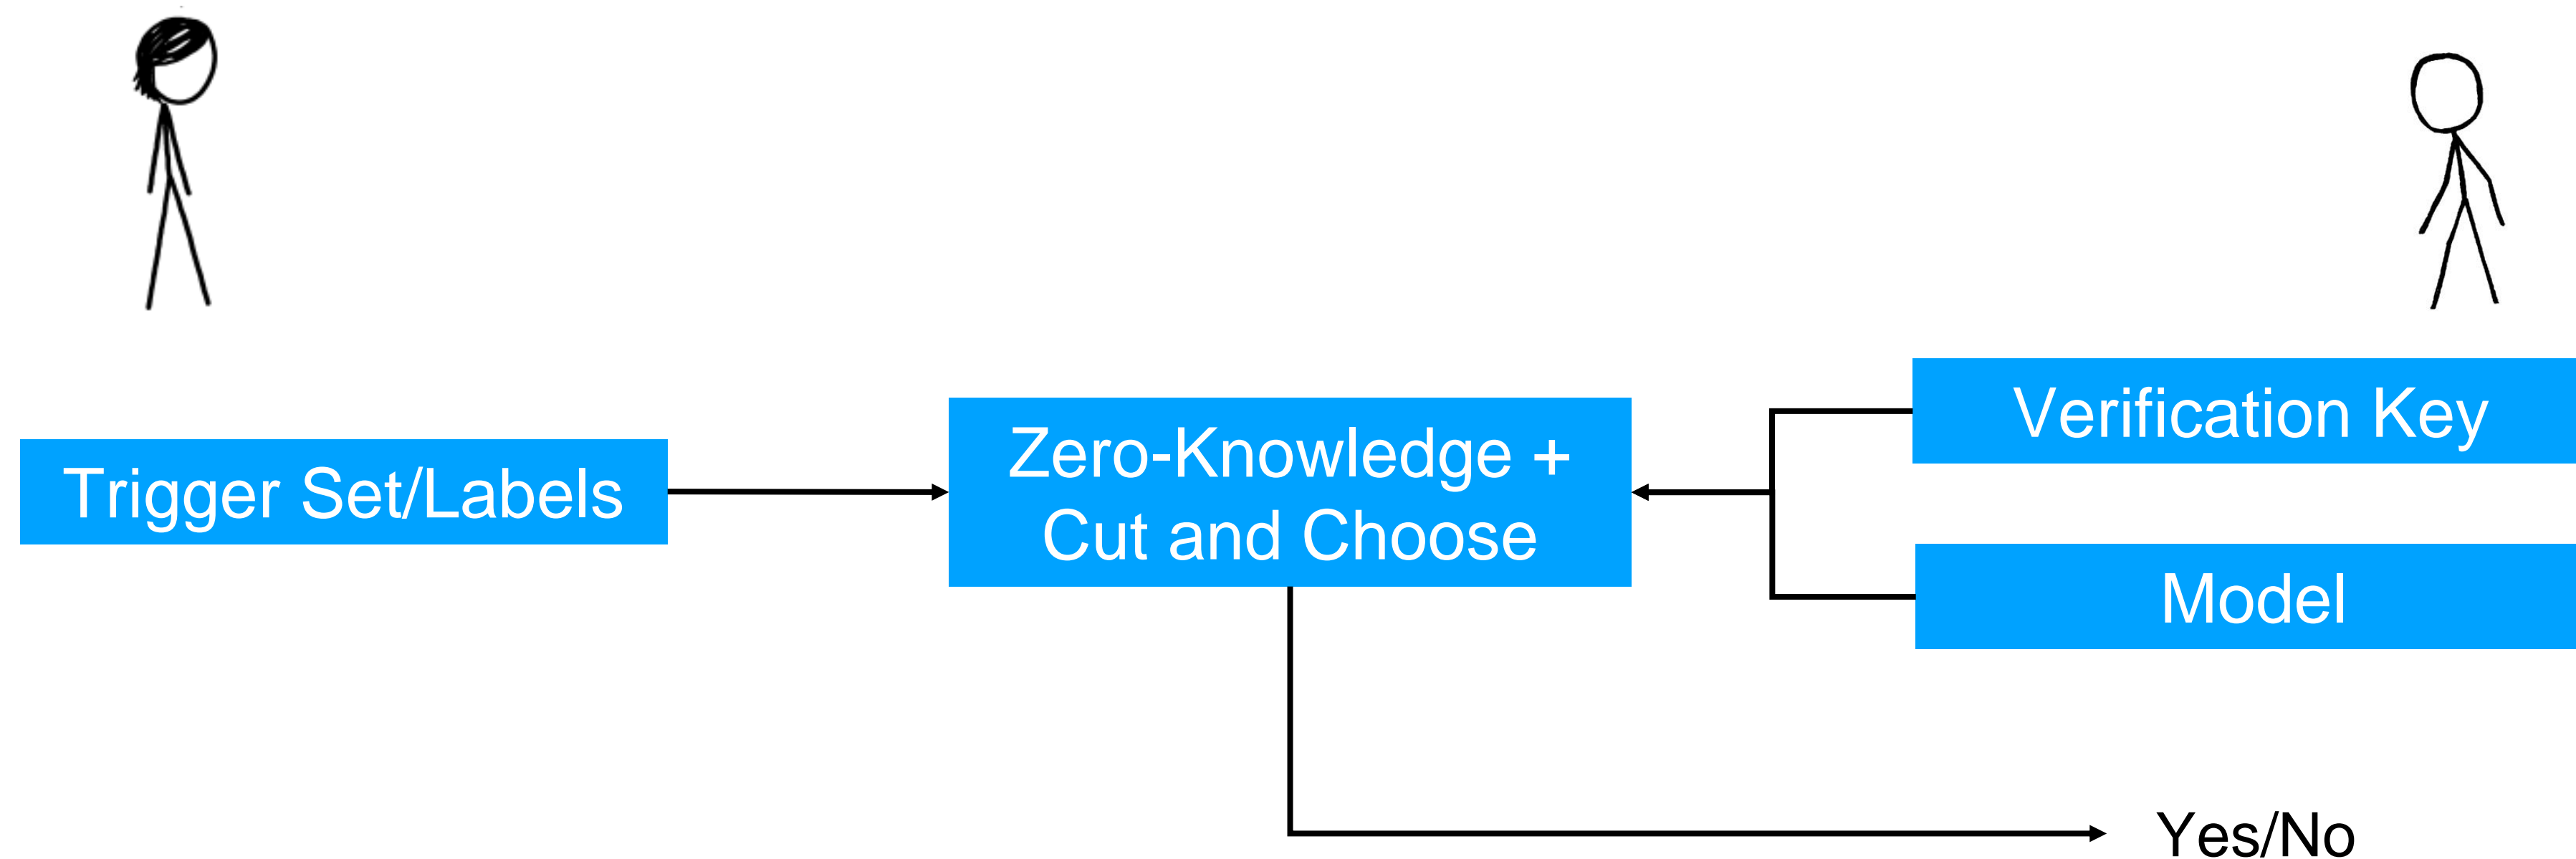 Trigger Set/Labels
Zero-Knowledge +
Cut and Choose
Verification Key
Model
Yes/No